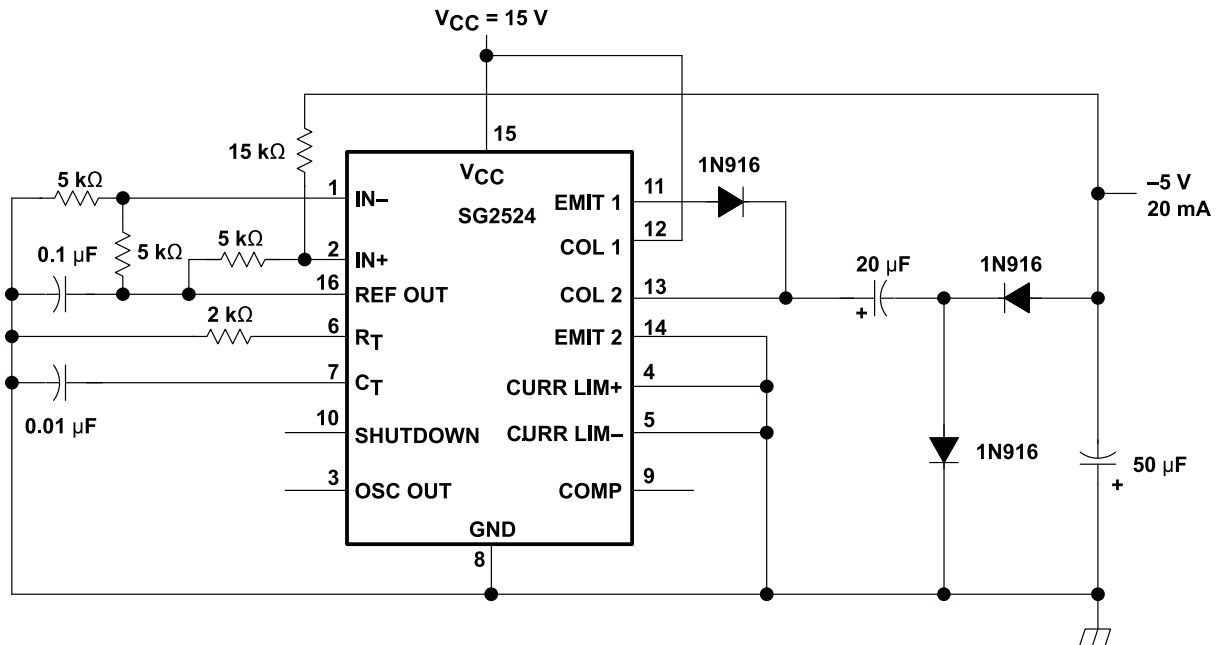 VCC = 15 V
15
15 kΩ
VCC
SG2524
5 kΩ
1
IN–
5 kΩ
5 kΩ
2
IN+
0.1 µF
16
REF OUT
2 kΩ
6
RT
7
CT
0.01 µF
10
SHUTDOWN
3
OSC OUT
GND
8
EMIT 1
11
1N916
COL 1
12
COL 2
13
EMIT 2
14
CURR LIM+
4
CURR LIM–
5
COMP
9
20 µF
+
1N916
–5 V
20 mA
1N916
50 µF
+